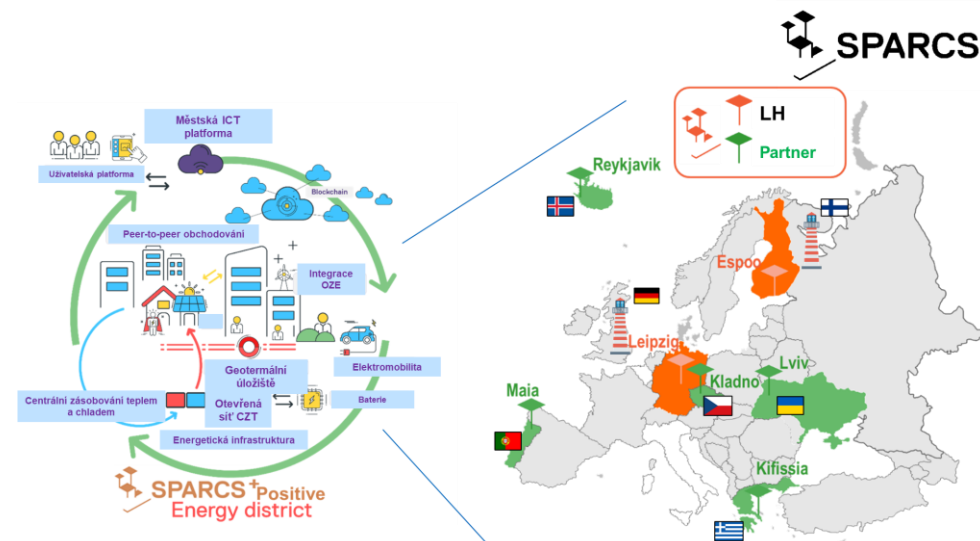 SPARCS
LH
Partner
Městská ICT
platforma
Uživatelská platforma
Blockchain
Peer-to-peer obchodování
Integrace
OZE
Elektromobilita
Geotermální
úložiště
Centrální zásobování teplem
a chladem
Otevřená
síť CZT
Baterie
Energetická infrastruktura
SPARCS+ Positive
Energy district
Reykjavik
Espoo
Leipzig
Kladno
Lviv
Maia
Kifissia